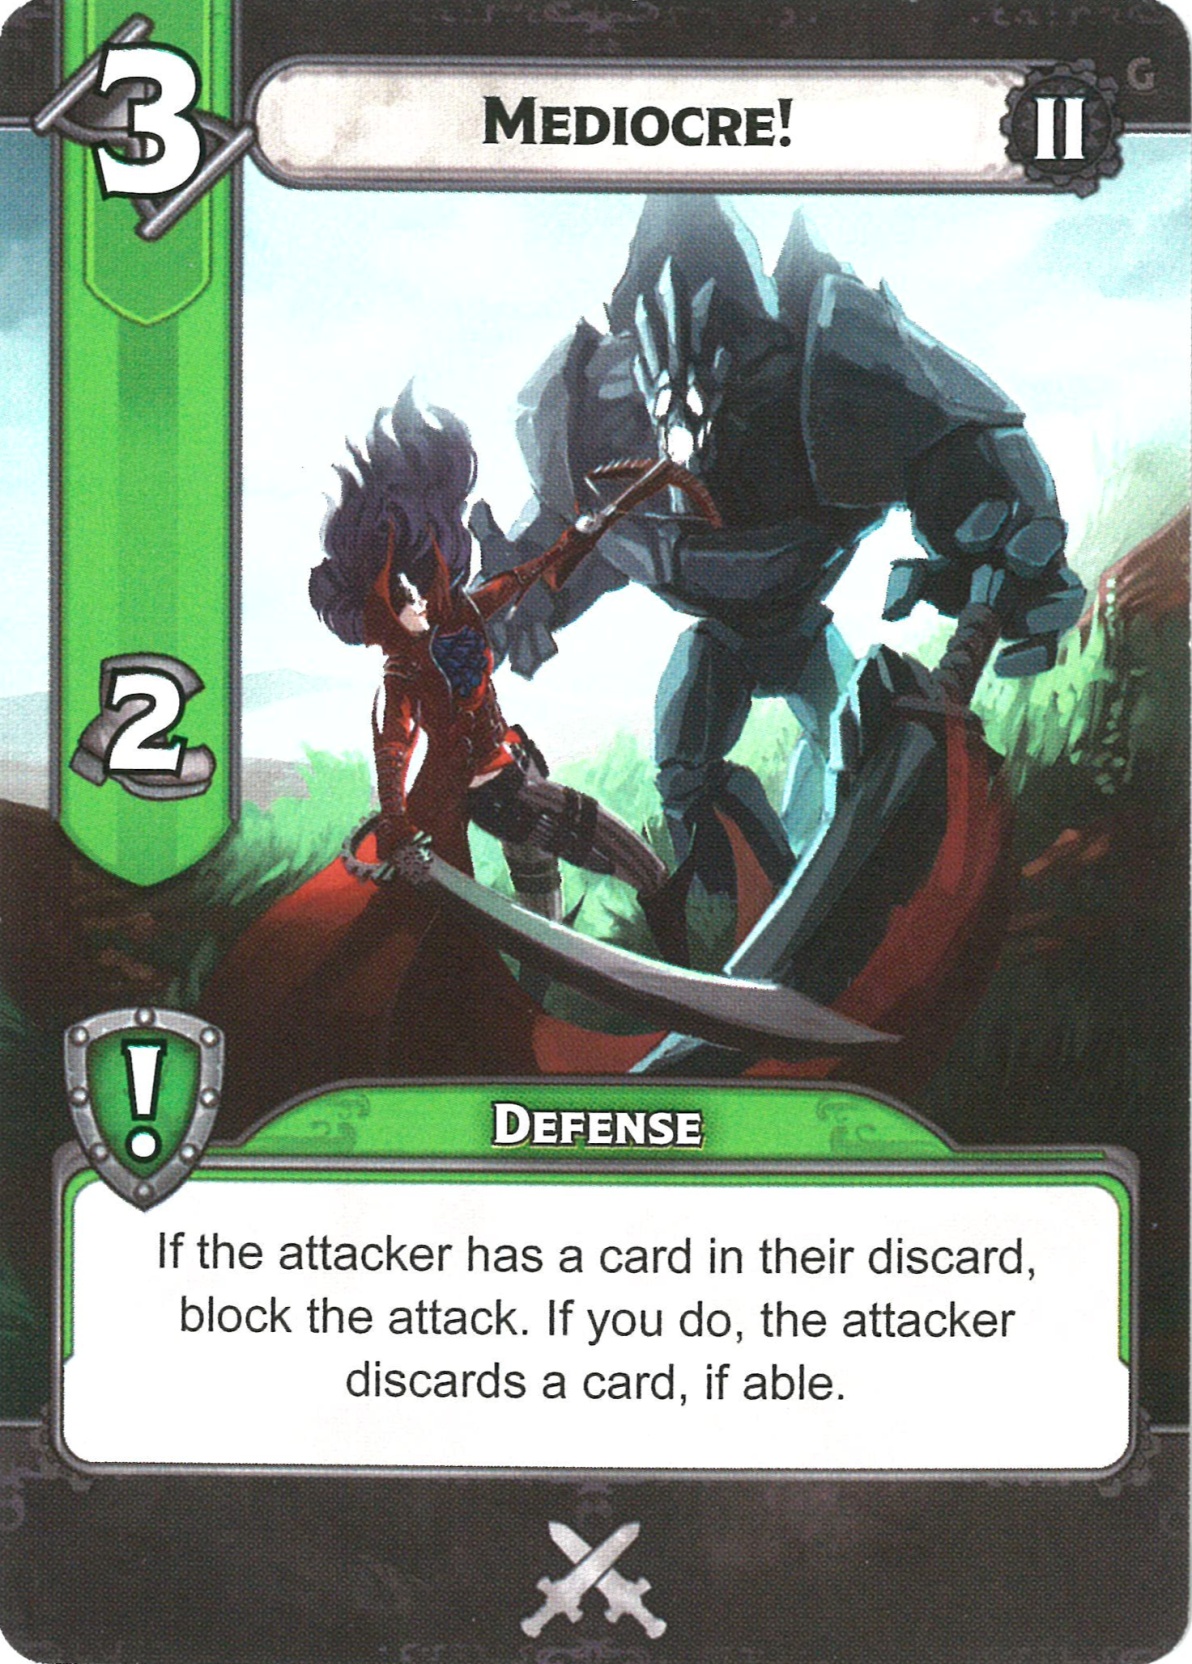 3
MEDIOCRE!
II
G
2
!
DEFENSE
If the attacker has a card in their discard,
block the attack. If you do, the attacker
discards a card, if able.